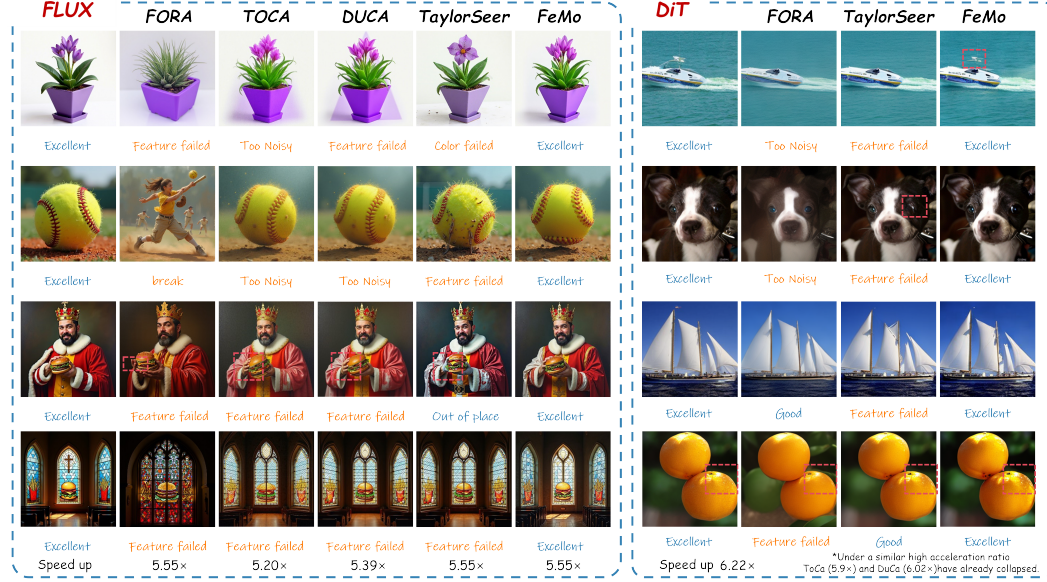 FLUX FORA TOCA DUCA TaylorSeer FeMo
Excellent Feature failed Too Noisy Feature failed Color failed Excellent
Excellent break Too Noisy Too Noisy Feature failed Excellent
Excellent Feature failed Feature failed Feature failed Out of place Excellent
Excellent Feature failed Feature failed Feature failed Feature failed Excellent
Speed up 5.55× 5.20× 5.39× 5.55× 5.55×
DiT FORA TaylorSeer FeMo
Excellent Too Noisy Feature failed Excellent
Excellent Too Noisy Feature failed Excellent
Excellent Good Feature failed Excellent
Excellent Feature failed Good Excellent
Speed up 6.22×
*Under a similar high acceleration ratio
ToCa (5.9×) and DuCa (6.02×)have already collapsed.